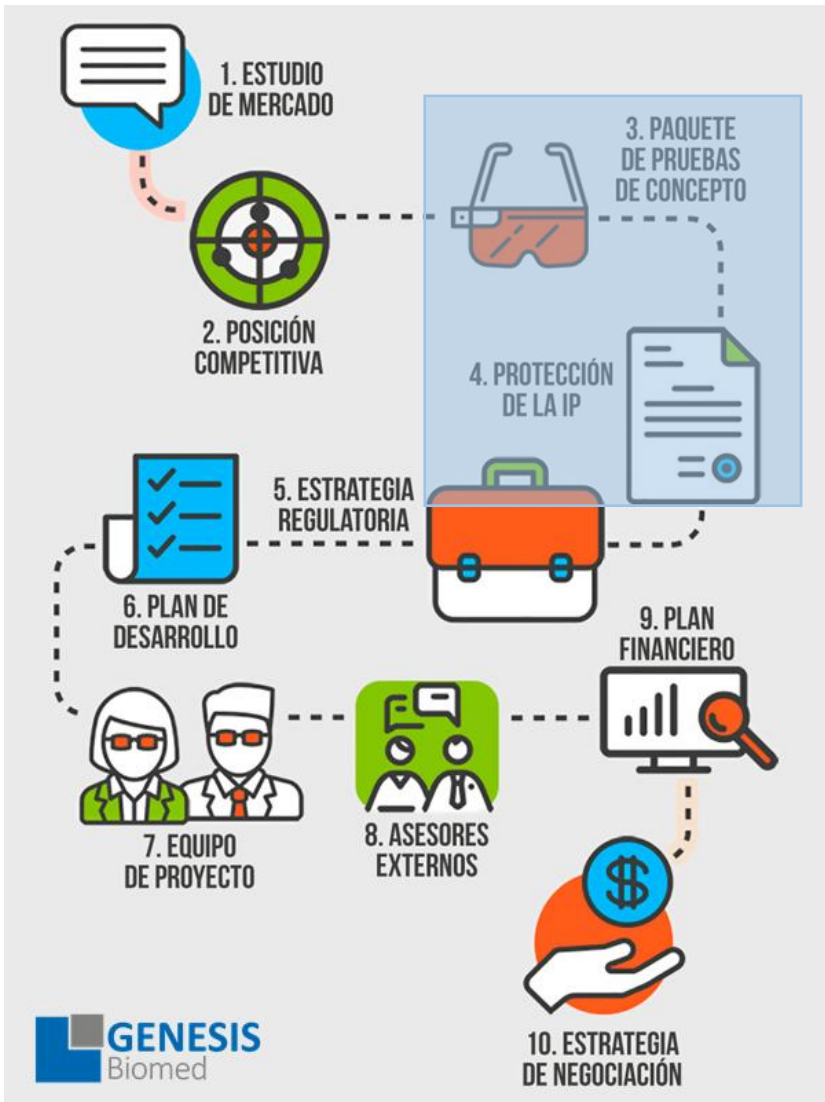 1. ESTUDIO
DE MERCADO
2. POSICIÓN
COMPETITIVA
3. PAQUETE
DE PRUEBAS
DE CONCEPTO
4. PROTECCIÓN
DE LA IP
5. ESTRATEGIA
REGULATORIA
6. PLAN DE
DESARROLLO
7. EQUIPO
DE PROYECTO
8. ASESORES
EXTERNOS
9. PLAN
FINANCIERO
$
10. ESTRATEGIA
DE NEGOCIACIÓN
GENESIS
Biomed